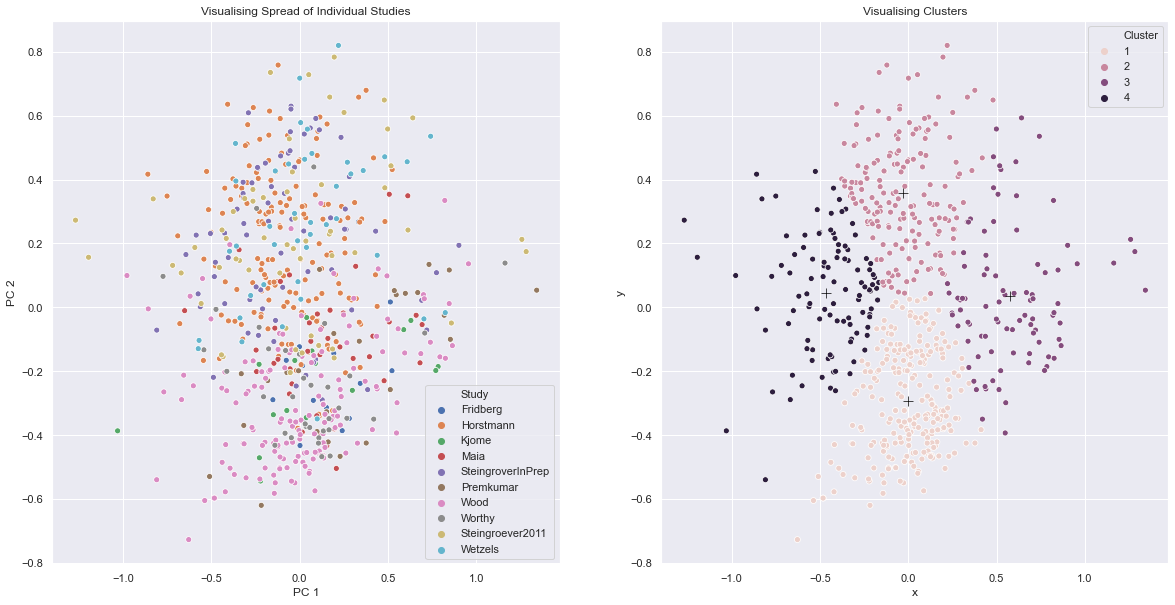 Visualising Spread of Individual Studies
0.8
0.6
0.4
0.2
0.0
−0.2
−0.4
−0.6
−0.8
PC 2
−1.0
−0.5
0.0
0.5
1.0
PC 1
Study
Fridberg
Horstmann
Kjome
Maia
SteingroverInPrep
Premkumar
Wood
Worthy
Steingroever2011
Wetzels
Visualising Clusters
0.8
0.6
0.4
0.2
0.0
−0.2
−0.4
−0.6
−0.8
y
−1.0
−0.5
0.0
0.5
1.0
x
Cluster
1
2
3
4